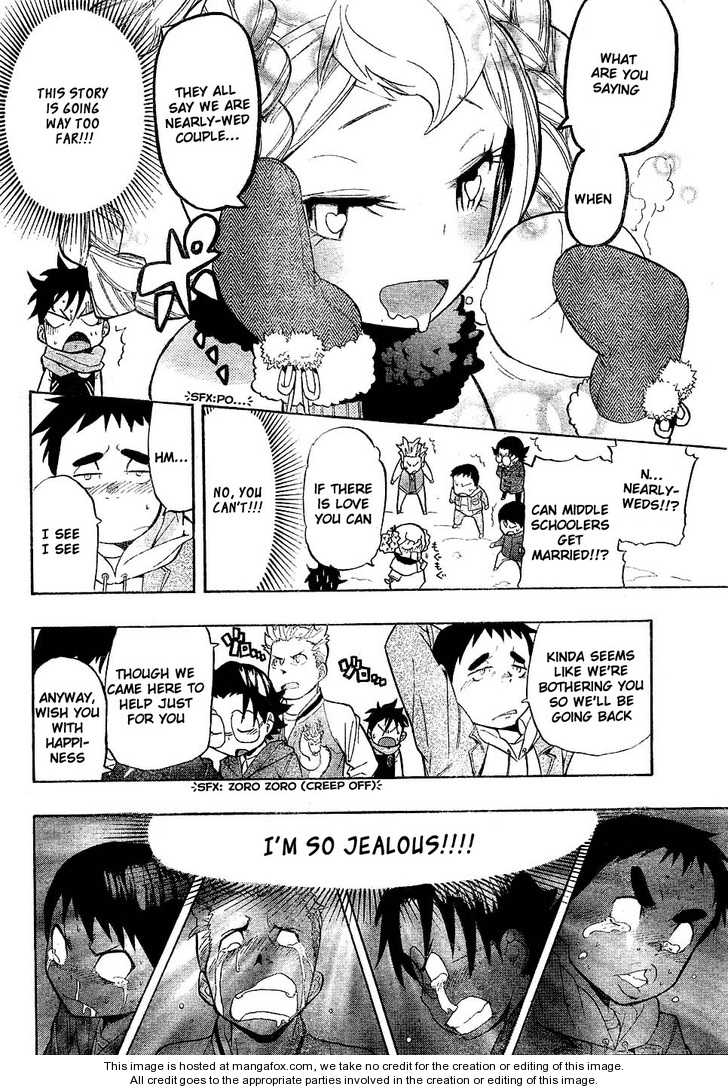 WHAT
ARE YOU
SAYING
WHEN
THEY ALL
SAY WE ARE
NEARLY-WED
COUPLE...
THIS STORY
IS GOING
WAY TOO
FAR!!!
ポ
SFX:PO...
N...
NEARLY-
WEDS!!?
CAN MIDDLE
SCHOOLERS
GET
MARRIED!!?
IF THERE
IS LOVE
YOU CAN
NO, YOU
CAN'T!!!
HM...
I SEE
I SEE
KINDA SEEMS
LIKE WE'RE
BOTHERING YOU
SO WE'LL BE
GOING BACK
ゾロ...
ゾロ...
THOUGH WE
CAME HERE TO
HELP JUST
FOR YOU
ANYWAY,
WISH YOU
WITH
HAPPI-
NESS
SFX: ZORO ZORO (CREEP OFF)
I'M SO JEALOUS!!!!
This image is hosted at mangafox.com, we take no credit for the creation or editing of this image.
All credit goes to the appropriate parties involved in the creation or editing of this image.